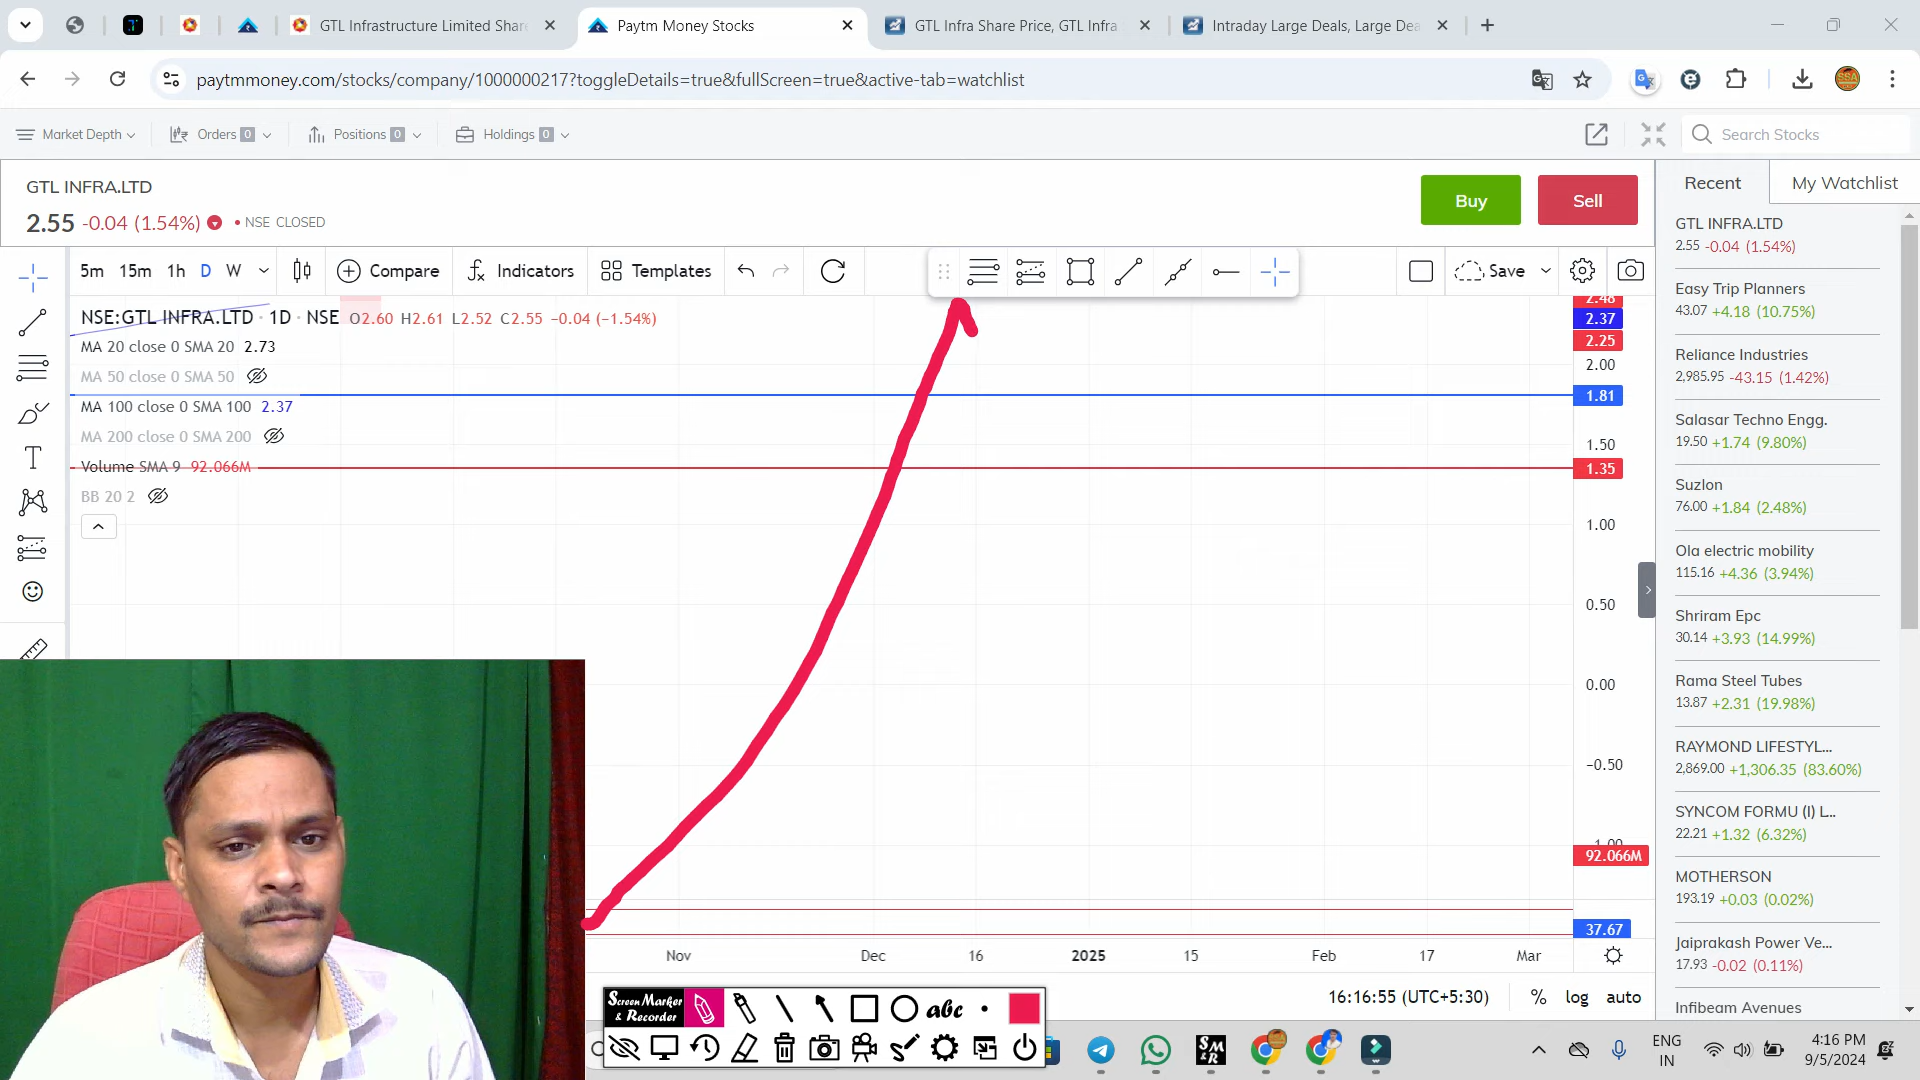 GTL Infrastructure Limited Shar
Paytm Money Stocks
GTL Infra Share Price, GTL Infra
Intraday Large Deals, Large Dea
paytmmoney.com/stocks/company/1000000217?toggleDetails=true&fullScreen=true&active-tab=watchlist
Market Depth
Orders 0
Positions 0
Holdings 0
Search Stocks
GTL INFRA.LTD
2.55 -0.04 (1.54%) • NSE CLOSED
Buy
Sell
Recent
My Watchlist
5m 15m 1h D W
Compare
Indicators
Templates
Save
NSE:GTL INFRA.LTD · 1D · NSE O2.60 H2.61 L2.52 C2.55 −0.04 (−1.54%)
MA 20 close 0 SMA 20 2.73
MA 50 close 0 SMA 50
MA 100 close 0 SMA 100 2.37
MA 200 close 0 SMA 200
Volume SMA 9 92.066M
BB 20 2
2.48
2.37
2.25
2.00
1.81
1.50
1.35
1.00
0.50
0.00
−0.50
−1.00
92.066M
37.67
Nov Dec 16 2025 15 Feb 17 Mar
16:16:55 (UTC+5:30) % log auto
GTL INFRA.LTD
2.55 -0.04 (1.54%)
Easy Trip Planners
43.07 +4.18 (10.75%)
Reliance Industries
2,985.95 -43.15 (1.42%)
Salasar Techno Engg.
19.50 +1.74 (9.80%)
Suzlon
76.00 +1.84 (2.48%)
Ola electric mobility
115.16 +4.36 (3.94%)
Shriram Epc
30.14 +3.93 (14.99%)
Rama Steel Tubes
13.87 +2.31 (19.98%)
RAYMOND LIFESTYL...
2,869.00 +1,306.35 (83.60%)
SYNCOM FORMU (I) L...
22.21 +1.32 (6.32%)
MOTHERSON
193.19 +0.03 (0.02%)
Jaiprakash Power Ve...
17.93 -0.02 (0.11%)
Infibeam Avenues
Screen Marker
& Recorder
abc
SM
&R
ENG
IN
4:16 PM
9/5/2024